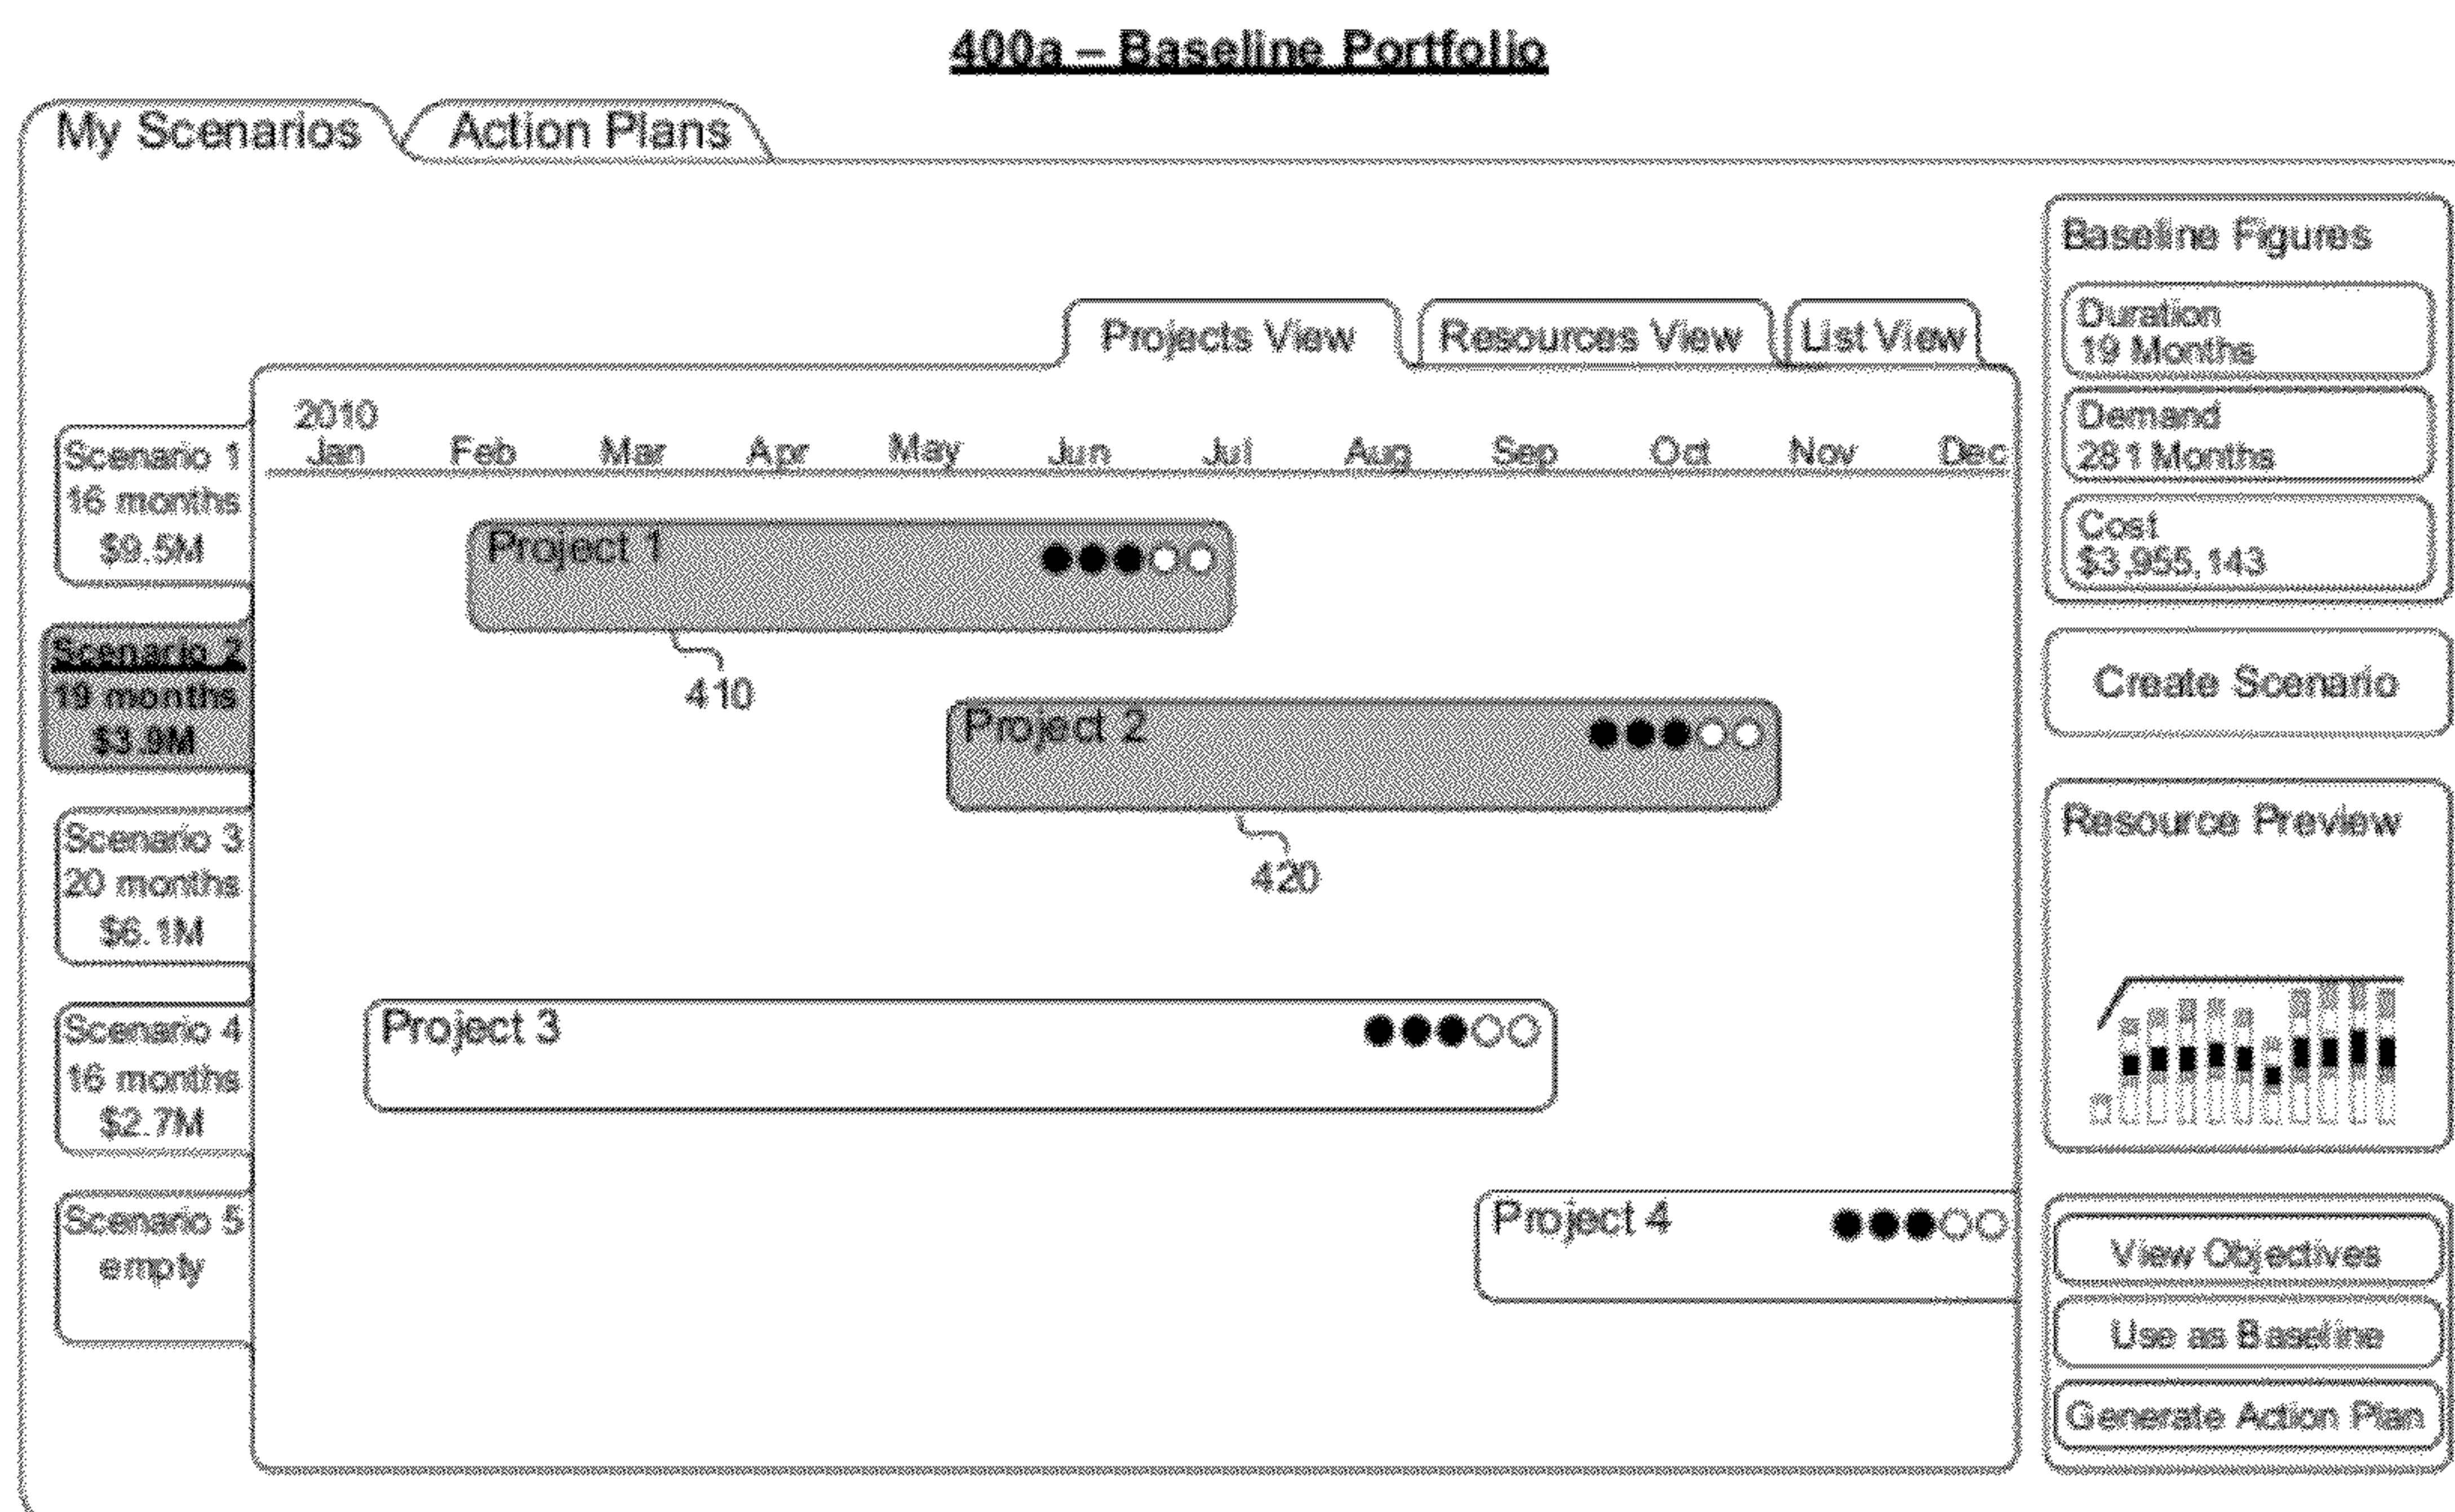 400a – Baseline Portfolio
My Scenarios
Action Plans
Projects View
Resources View
List View
2010
Jan Feb Mar Apr May Jun Jul Aug Sep Oct Nov Dec
Scenario 1
16 months
$9.5M
Scenario 2
19 months
$3.9M
Scenario 3
20 months
$6.1M
Scenario 4
16 months
$2.7M
Scenario 5
empty
Project 1
410
Project 2
420
Project 3
Project 4
Baseline Figures
Duration
19 Months
Demand
281 Months
Cost
$3,955,143
Create Scenario
Resource Preview
View Objectives
Use as Baseline
Generate Action Plan